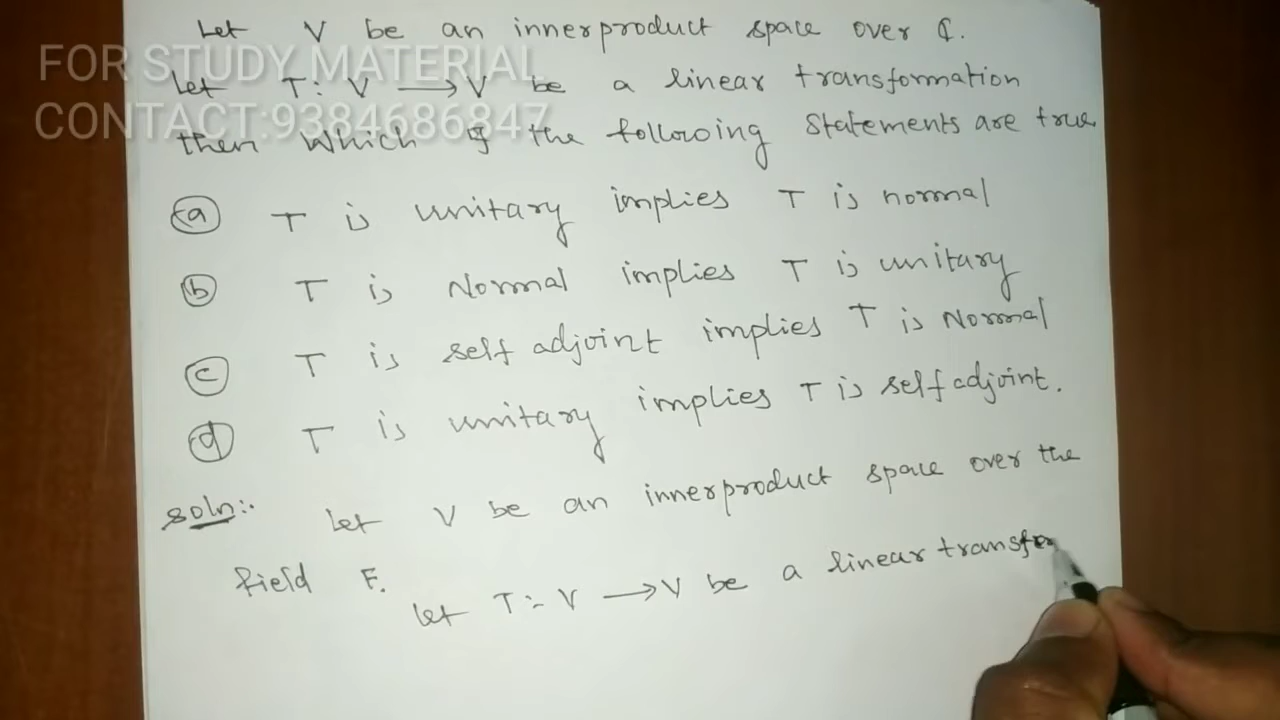 Let V be an innerproduct space over ₵.
FOR STUDY MATERIAL
Let T: V → V be a linear transformation
CONTACT:9384686847
then Which of the following Statements are true
(a) T is unitary implies T is normal
(b) T is Normal implies T is unitary
(c) T is self adjoint implies T is Normal
(d) T is unitary implies T is self adjoint.
Soln:. Let V be an innerproduct space over the
field F.
Let T:- V → V be a linear transfo